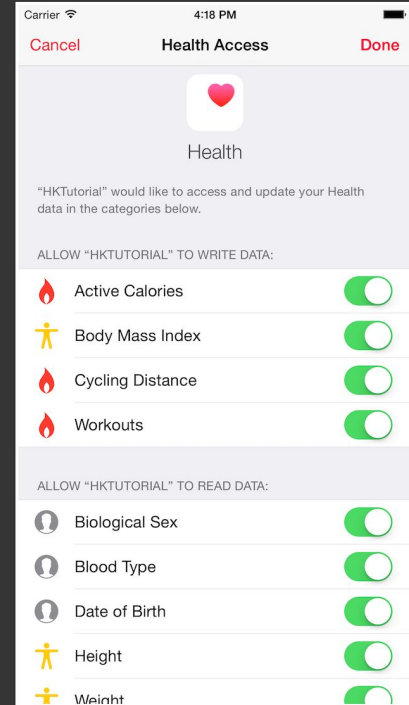 Carrier 4:18 PM
Cancel Health Access Done
Health
“HKTutorial” would like to access and update your Health
data in the categories below.
ALLOW “HKTUTORIAL” TO WRITE DATA:
Active Calories
Body Mass Index
Cycling Distance
Workouts
ALLOW “HKTUTORIAL” TO READ DATA:
Biological Sex
Blood Type
Date of Birth
Height
Weight